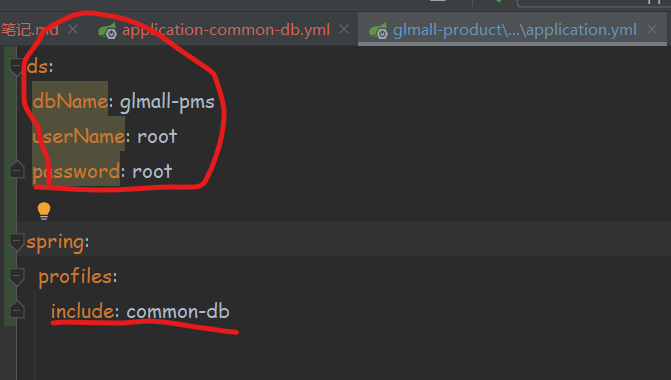 笔记.md application-common-db.yml glmall-product\...\application.yml
ds:
dbName: glmall-pms
userName: root
password: root
spring:
profiles:
include: common-db